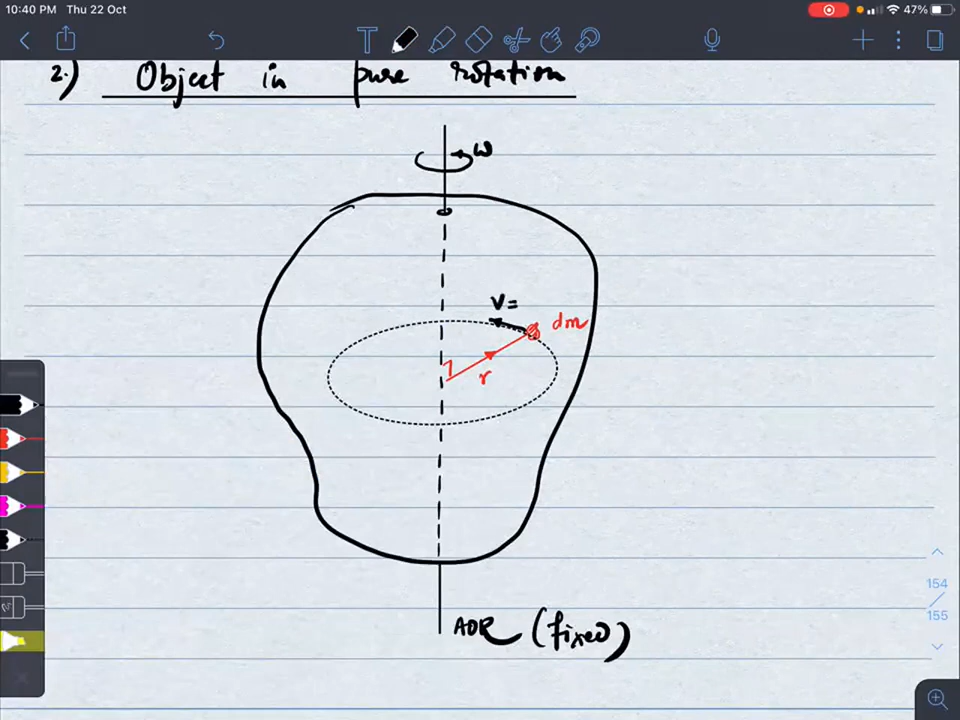 10:40 PM Thu 22 Oct
47%
T
2.) Object in pure rotation
ω
V=
dm
r
154
155
AOR (fixed)